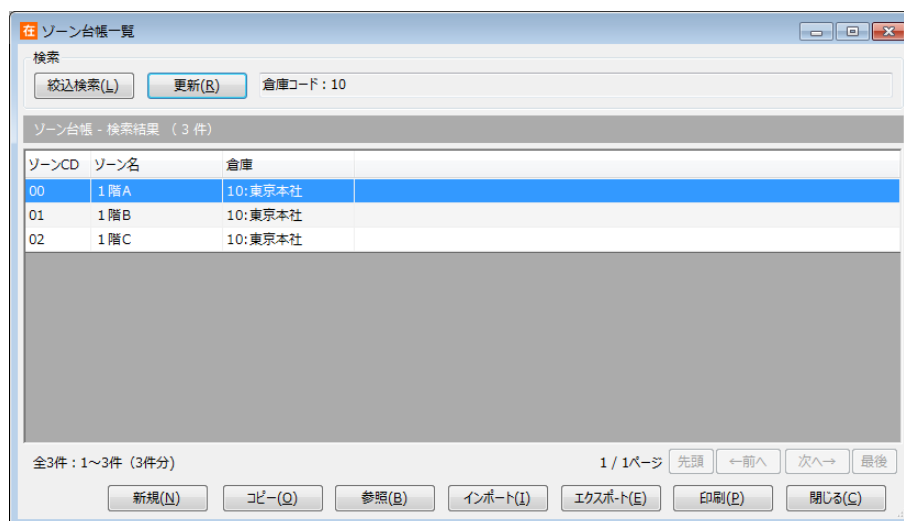 在 ゾーン台帳一覧
検索
絞込検索(L) 更新(R) 倉庫コード：10
ゾーン台帳 - 検索結果 （3 件）
ゾーンCD ゾーン名 倉庫
00 1階A 10:東京本社
01 1階B 10:東京本社
02 1階C 10:東京本社
全3件：1～3件（3件分） 1 / 1ページ 先頭 ←前へ 次へ→ 最後
新規(N) コピー(O) 参照(B) インポート(I) エクスポート(E) 印刷(P) 閉じる(C)